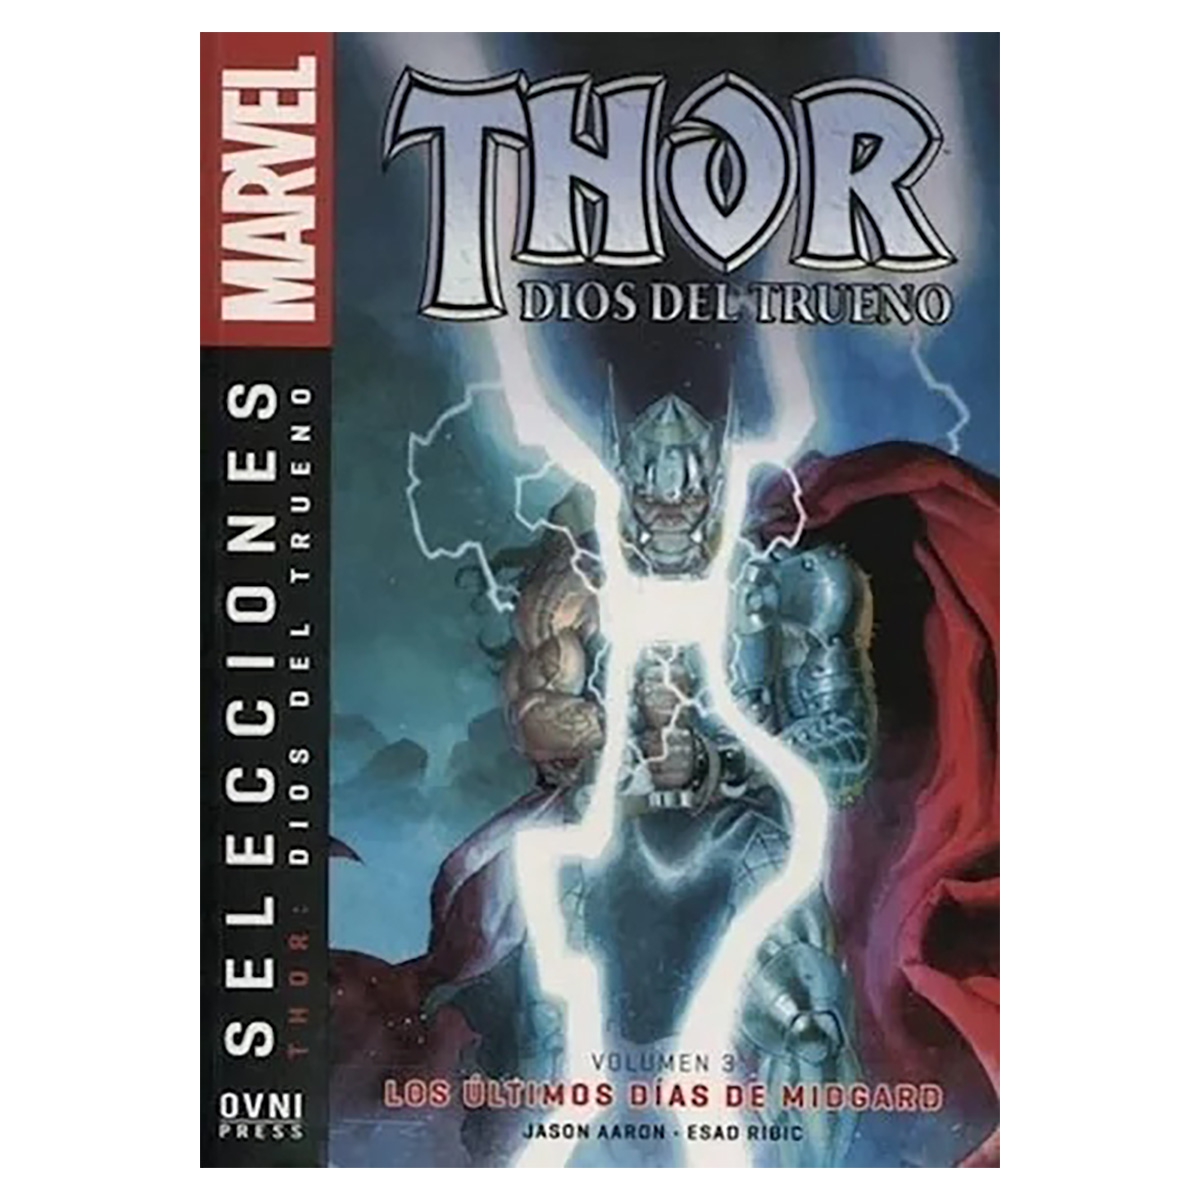 MARVEL
SELECCIONES
THOR: DIOS DEL TRUENO
OVNI
PRESS
THOR
DIOS DEL TRUENO
VOLUMEN 3
LOS ÚLTIMOS DÍAS DE MIDGARD
JASON AARON - ESAD RIBIC